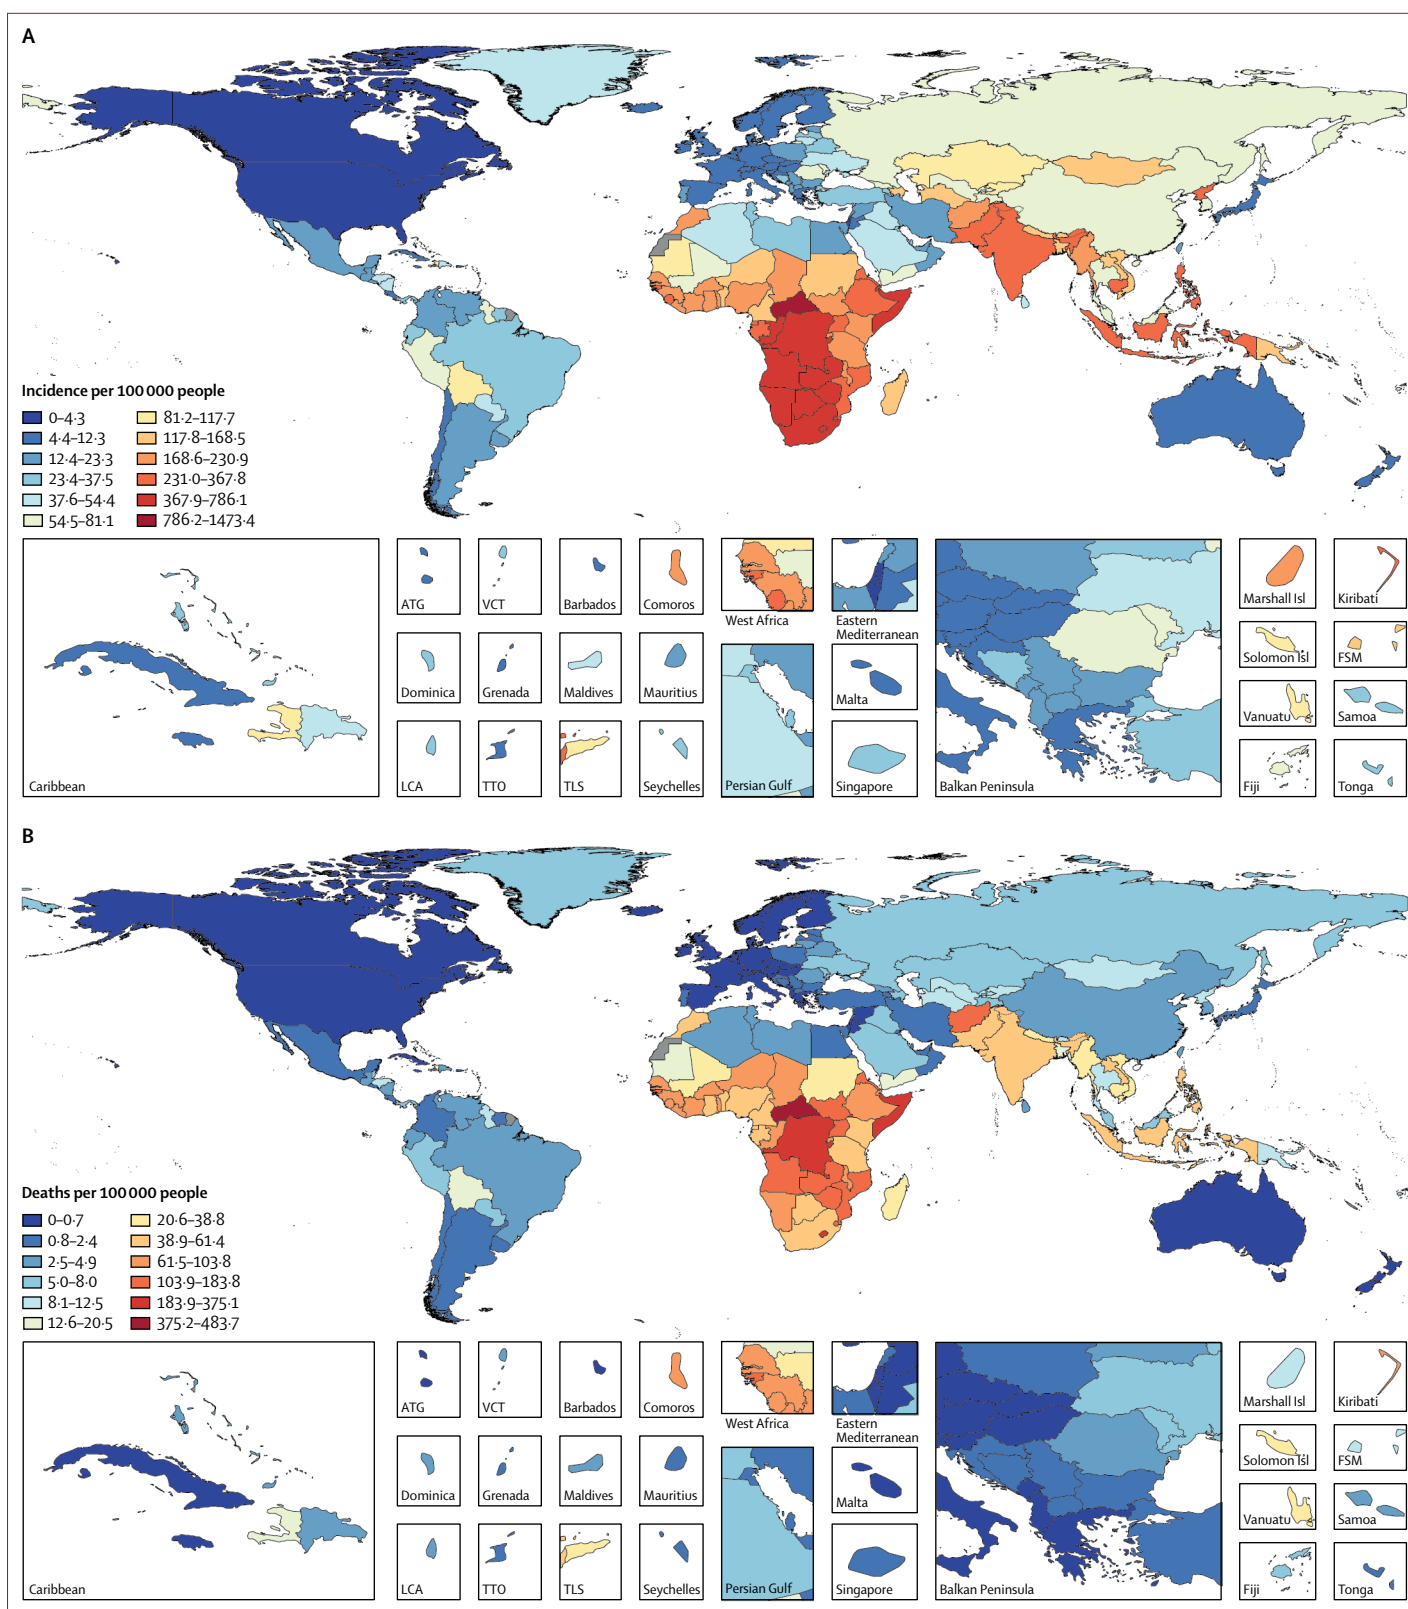 A
Incidence per 100 000 people
0–4·3
4·4–12·3
12·4–23·3
23·4–37·5
37·6–54·4
54·5–81·1
81·2–117·7
117·8–168·5
168·6–230·9
231·0–367·8
367·9–786·1
786·2–1473·4
Caribbean
ATG
VCT
Barbados
Comoros
Dominica
Grenada
Maldives
Mauritius
LCA
TTO
TLS
Seychelles
West Africa
Eastern
Mediterranean
Persian Gulf
Malta
Singapore
Balkan Peninsula
Marshall Isl
Kiribati
Solomon Isl
FSM
Vanuatu
Samoa
Fiji
Tonga
B
Deaths per 100 000 people
0–0·7
0·8–2·4
2·5–4·9
5·0–8·0
8·1–12·5
12·6–20·5
20·6–38·8
38·9–61·4
61·5–103·8
103·9–183·8
183·9–375·1
375·2–483·7
Caribbean
ATG
VCT
Barbados
Comoros
Dominica
Grenada
Maldives
Mauritius
LCA
TTO
TLS
Seychelles
West Africa
Eastern
Mediterranean
Persian Gulf
Malta
Singapore
Balkan Peninsula
Marshall Isl
Kiribati
Solomon Isl
FSM
Vanuatu
Samoa
Fiji
Tonga